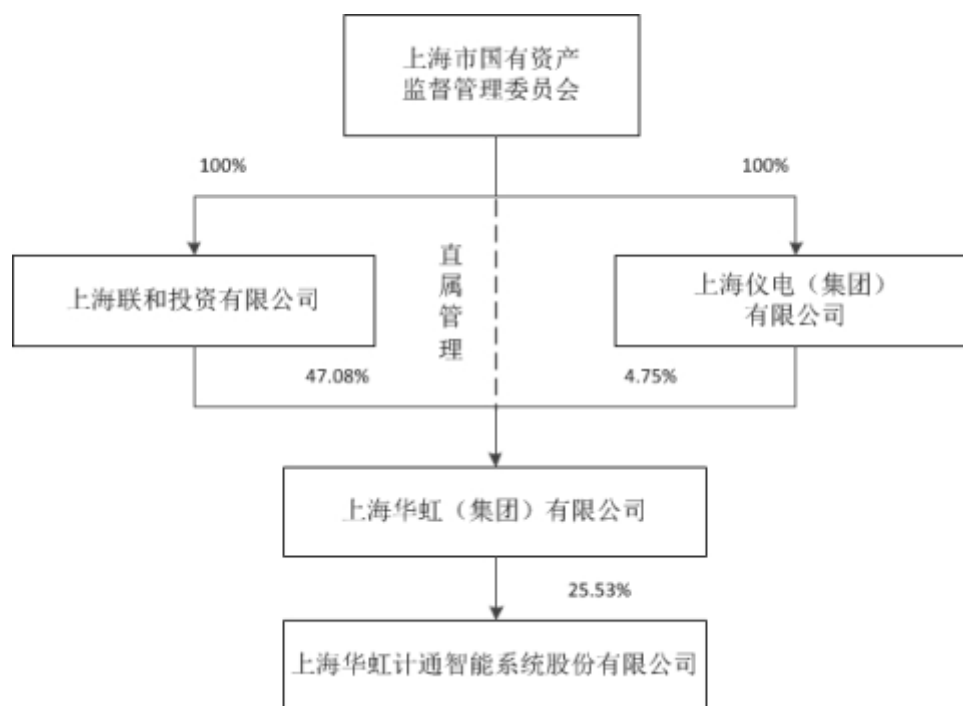 上海市国有资产
监督管理委员会
100%
100%
直
属
管
理
上海联和投资有限公司
上海仪电（集团）
有限公司
47.08%
4.75%
上海华虹（集团）有限公司
25.53%
上海华虹计通智能系统股份有限公司